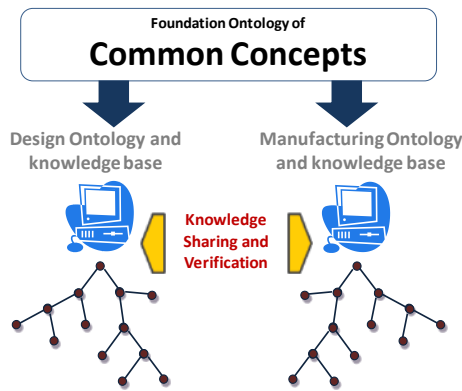 Foundation Ontology of
Common Concepts
Design Ontology and
knowledge base
Manufacturing Ontology
and knowledge base
Knowledge
Sharing and
Verification